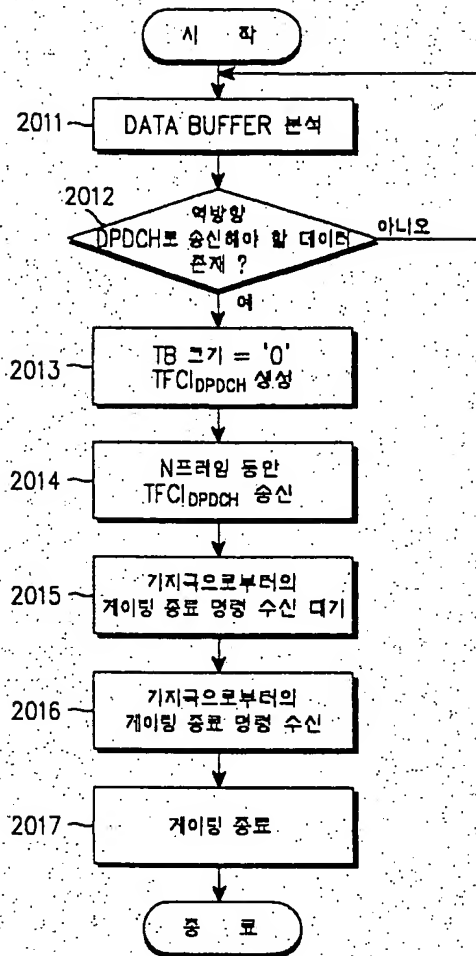 시 작
2011
DATA BUFFER 분석
2012
역방향
DPDCH로 송신해야 할 데이터
존재 ?
아니오
예
2013
TB 크기 = '0'
TFCI DPDCH 생성
2014
N프레임 동안
TFCI DPDCH 송신
2015
기지국으로부터의
게이팅 종료 명령 수신 대기
2016
기지국으로부터의
게이팅 종료 명령 수신
2017
게이팅 종료
종 료